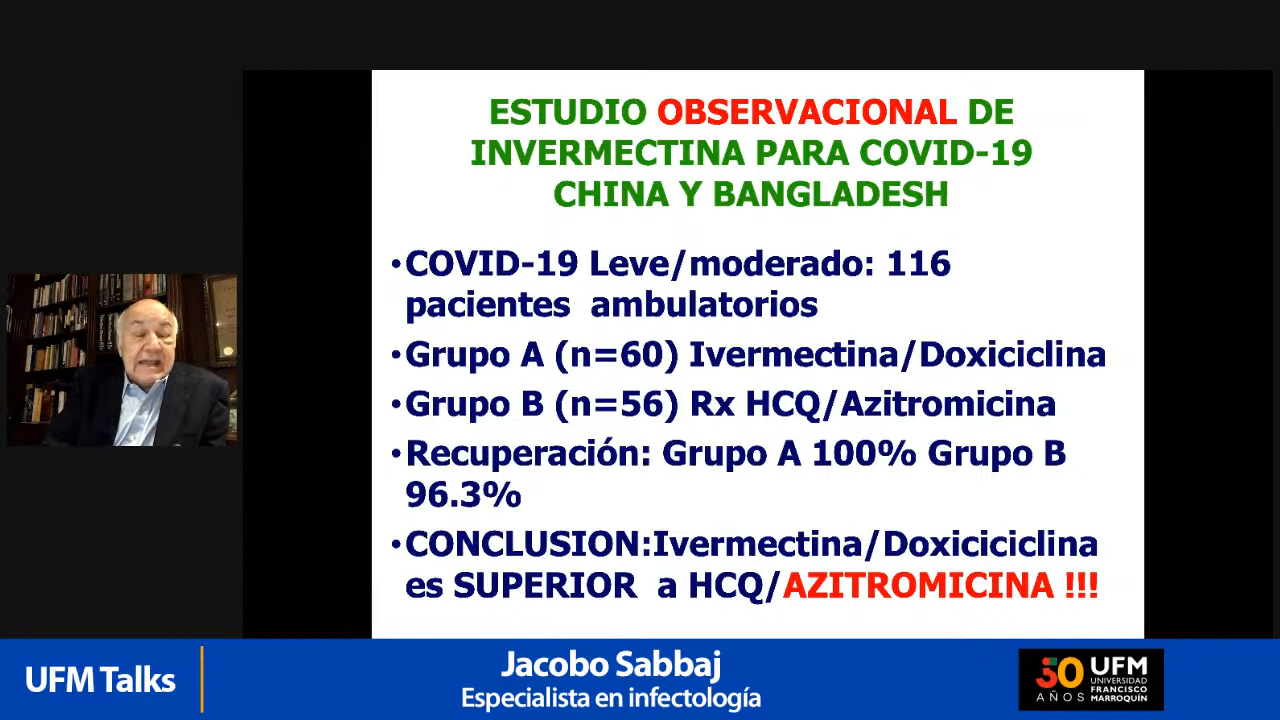 ESTUDIO OBSERVACIONAL DE
INVERMECTINA PARA COVID-19
CHINA Y BANGLADESH
•COVID-19 Leve/moderado: 116
pacientes ambulatorios
•Grupo A (n=60) Ivermectina/Doxiciclina
•Grupo B (n=56) Rx HCQ/Azitromicina
•Recuperación: Grupo A 100% Grupo B
96.3%
•CONCLUSION:Ivermectina/Doxiciciclina
es SUPERIOR a HCQ/AZITROMICINA !!!
UFM Talks
Jacobo Sabbaj
Especialista en infectología
50 AÑOS
UFM
UNIVERSIDAD
FRANCISCO
MARROQUÍN